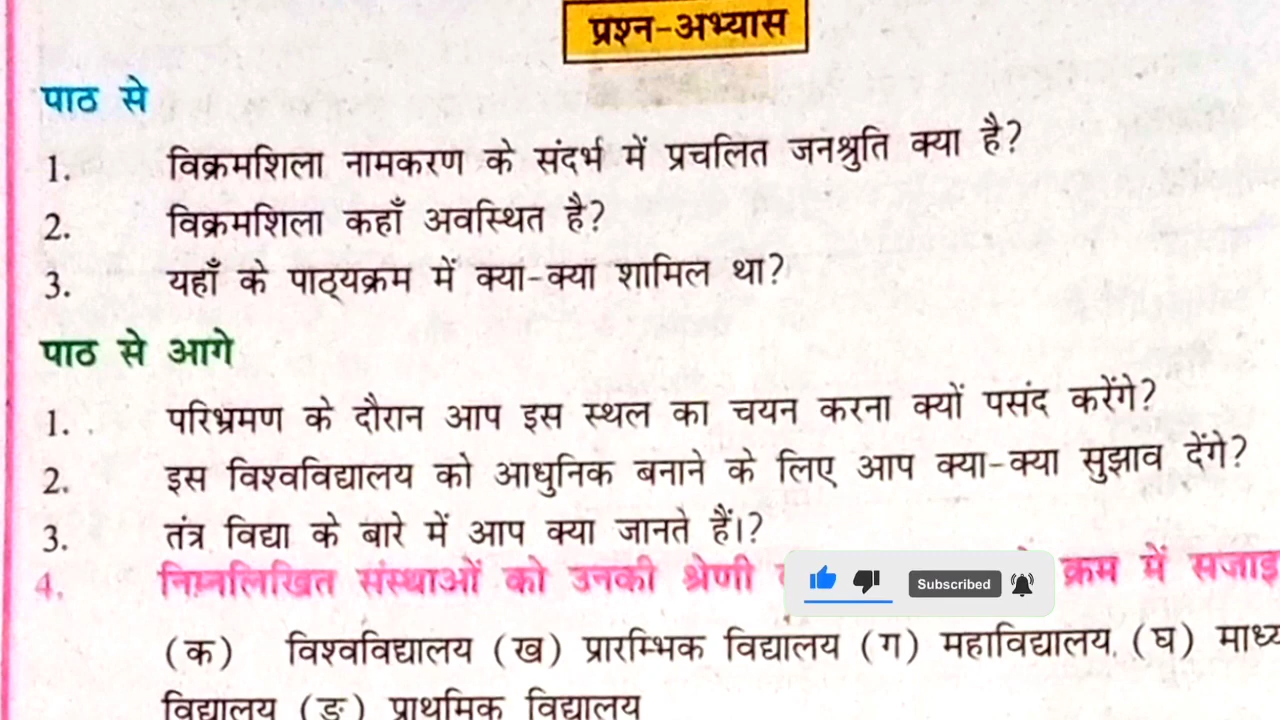 प्रश्न-अभ्यास
पाठ से
1. विक्रमशिला नामकरण के संदर्भ में प्रचलित जनश्रुति क्या है?
2. विक्रमशिला कहाँ अवस्थित है?
3. यहाँ के पाठ्यक्रम में क्या-क्या शामिल था?
पाठ से आगे
1. परिभ्रमण के दौरान आप इस स्थल का चयन करना क्यों पसंद करेंगे?
2. इस विश्वविद्यालय को आधुनिक बनाने के लिए आप क्या-क्या सुझाव देंगे?
3. तंत्र विद्या के बारे में आप क्या जानते हैं।?
4. निम्नलिखित संस्थाओं को उनकी श्रेणी क्रम में सजाइ
Subscribed
(क) विश्वविद्यालय (ख) प्रारम्भिक विद्यालय (ग) महाविद्यालय (घ) माध्य
विद्यालय (ङ) प्राथमिक विद्यालय